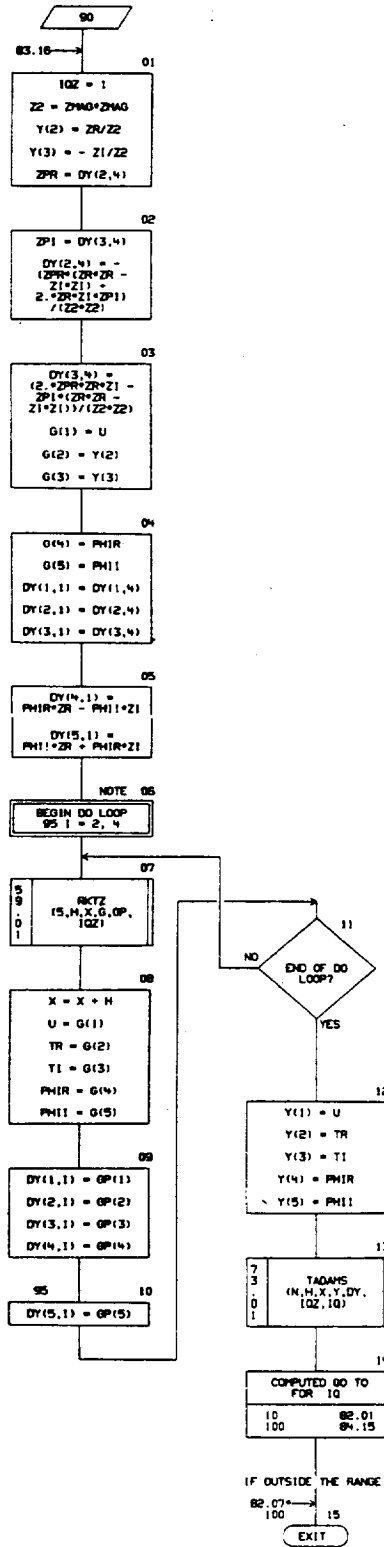 90
83.16
01
IQZ = 1
Z2 = ZMAG*ZMAG
Y(2) = ZR/Z2
Y(3) = - ZI/Z2
ZPR = DY(2,4)
02
ZPI = DY(3,4)
DY(2,4) = -
(ZPR*(ZR*ZR -
ZI*ZI) +
2.*ZR*ZI*ZPI)
/(Z2*Z2)
03
DY(3,4) =
(2.*ZPR*ZR*ZI -
ZPI*(ZR*ZR -
ZI*ZI))/(Z2*Z2)
G(1) = U
G(2) = Y(2)
G(3) = Y(3)
04
G(4) = PHIR
G(5) = PHII
DY(1,1) = DY(1,4)
DY(2,1) = DY(2,4)
DY(3,1) = DY(3,4)
05
DY(4,1) =
PHIR*ZR - PHII*ZI
DY(5,1) =
PHII*ZR + PHIR*ZI
NOTE 06
BEGIN DO LOOP
95 I = 2, 4
07
59.01
RKTZ
(5,H,X,G,GP,
IQZ)
08
X = X + H
U = G(1)
TR = G(2)
TI = G(3)
PHIR = G(4)
PHII = G(5)
09
DY(1,I) = GP(1)
DY(2,I) = GP(2)
DY(3,I) = GP(3)
DY(4,I) = GP(4)
95 10
DY(5,I) = GP(5)
11
NO
END OF DO
LOOP?
YES
12
Y(1) = U
Y(2) = TR
Y(3) = TI
Y(4) = PHIR
Y(5) = PHII
13
73.01
TADAMS
(N,H,X,Y,DY,
IQZ,IQ)
14
COMPUTED GO TO
FOR IQ
10 82.01
100 84.15
IF OUTSIDE THE RANGE
82.07*
100 15
EXIT